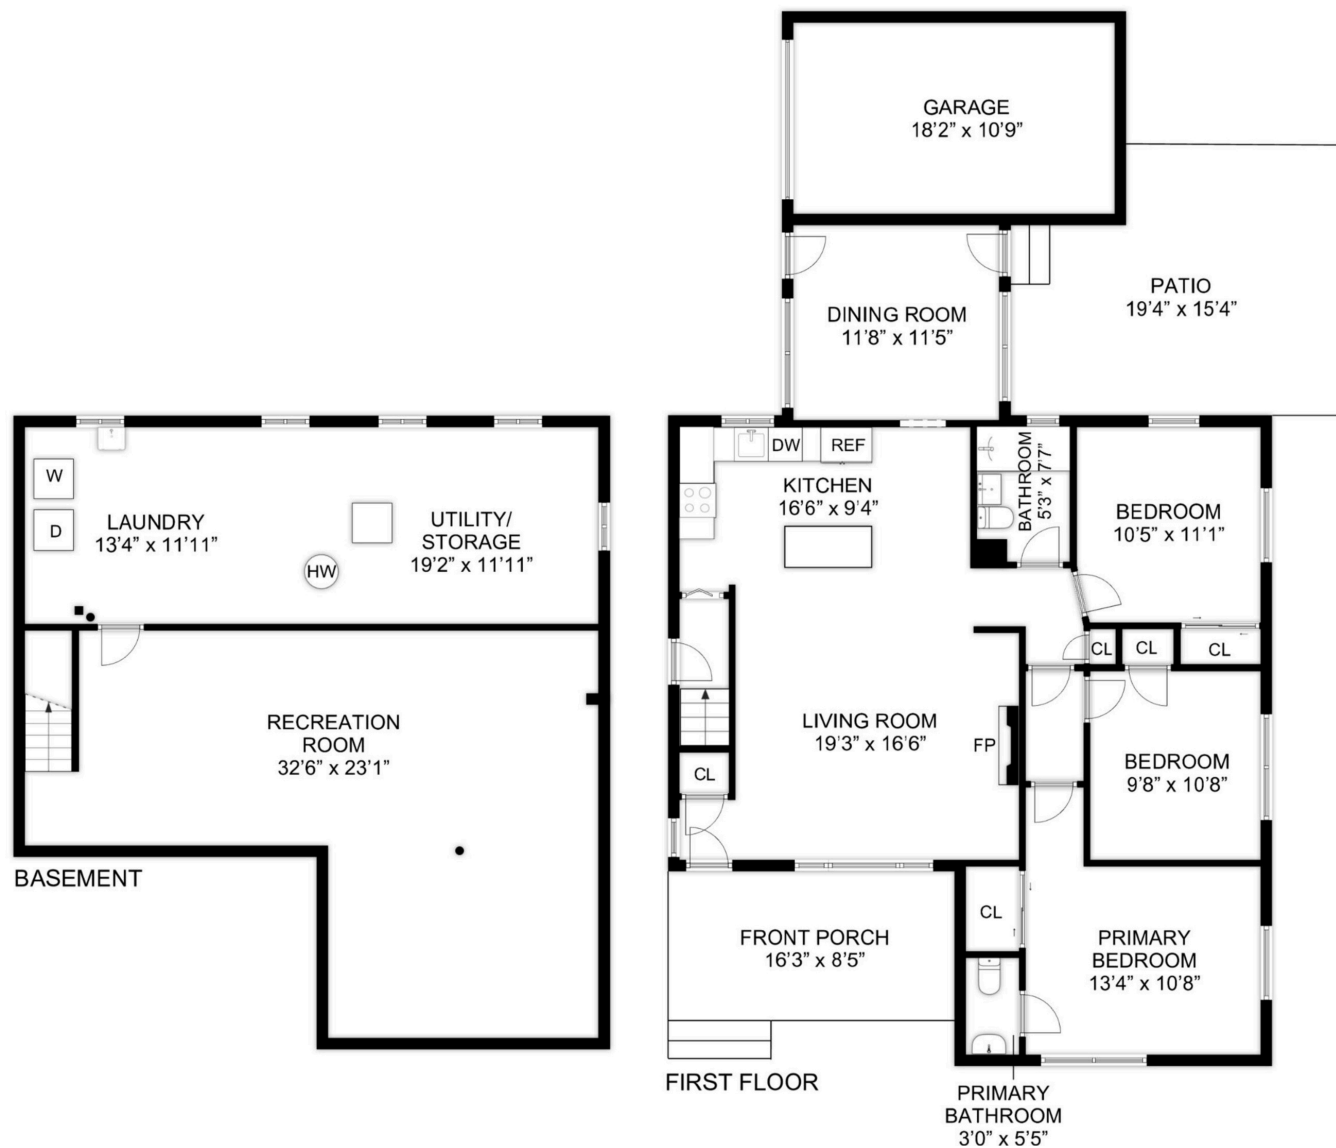 GARAGE
18’2” x 10’9”
PATIO
19’4” x 15’4”
DINING ROOM
11’8” x 11’5”
W
D
LAUNDRY
13’4” x 11’11”
HW
UTILITY/
STORAGE
19’2” x 11’11”
RECREATION
ROOM
32’6” x 23’1”
BASEMENT
DW
REF
KITCHEN
16’6” x 9’4”
BATHROOM
5’3” x 7’7”
BEDROOM
10’5” x 11’1”
CL
CL
CL
LIVING ROOM
19’3” x 16’6”
FP
BEDROOM
9’8” x 10’8”
CL
FRONT PORCH
16’3” x 8’5”
CL
PRIMARY
BEDROOM
13’4” x 10’8”
FIRST FLOOR
PRIMARY
BATHROOM
3’0” x 5’5”